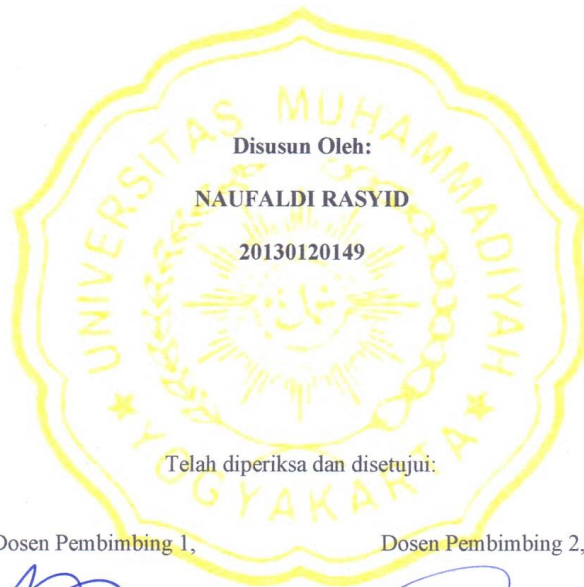 UNIVERSITAS MUHAMMADIYAH
YOGYAKARTA
Disusun Oleh:
NAUFALDI RASYID
20130120149
Telah diperiksa dan disetujui:
Dosen Pembimbing 1,
Dosen Pembimbing 2,